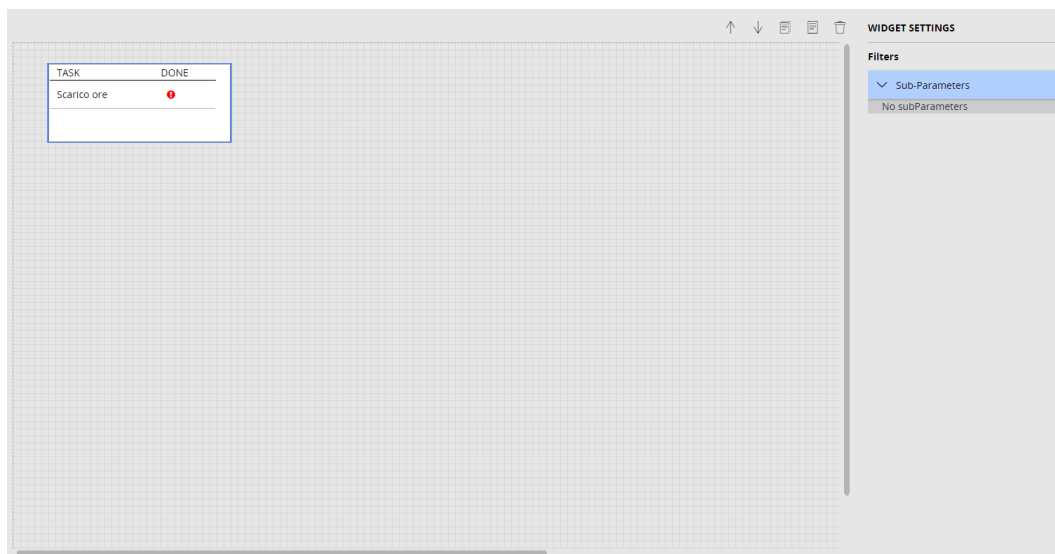 WIDGET SETTINGS
Filters
Sub-Parameters
No subParameters
TASK DONE
Scarico ore